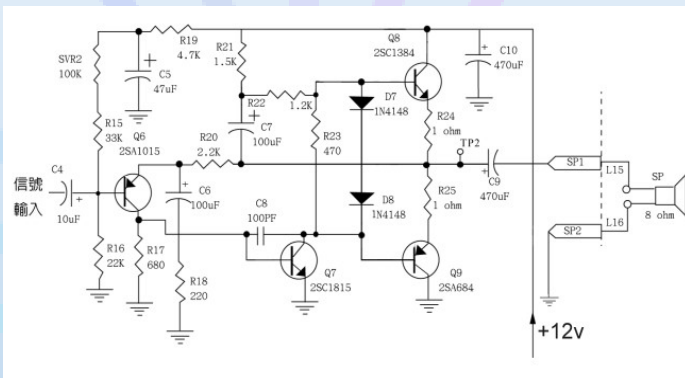 R19
4.7K
R21
1.5K
Q8
2SC1384
C10
470uF
SVR2
100K
C5
47uF
R22
1.2K
D7
1N4148
R24
1 ohm
R15
33K
Q6
2SA1015
R20
2.2K
C7
100uF
R23
470
TP2
SP1
L15
SP
C4
信號
輸入
10uF
C6
100uF
C8
100PF
D8
1N4148
R25
1 ohm
C9
470uF
8 ohm
SP2
L16
R16
22K
R17
680
R18
220
Q7
2SC1815
Q9
2SA684
+12v